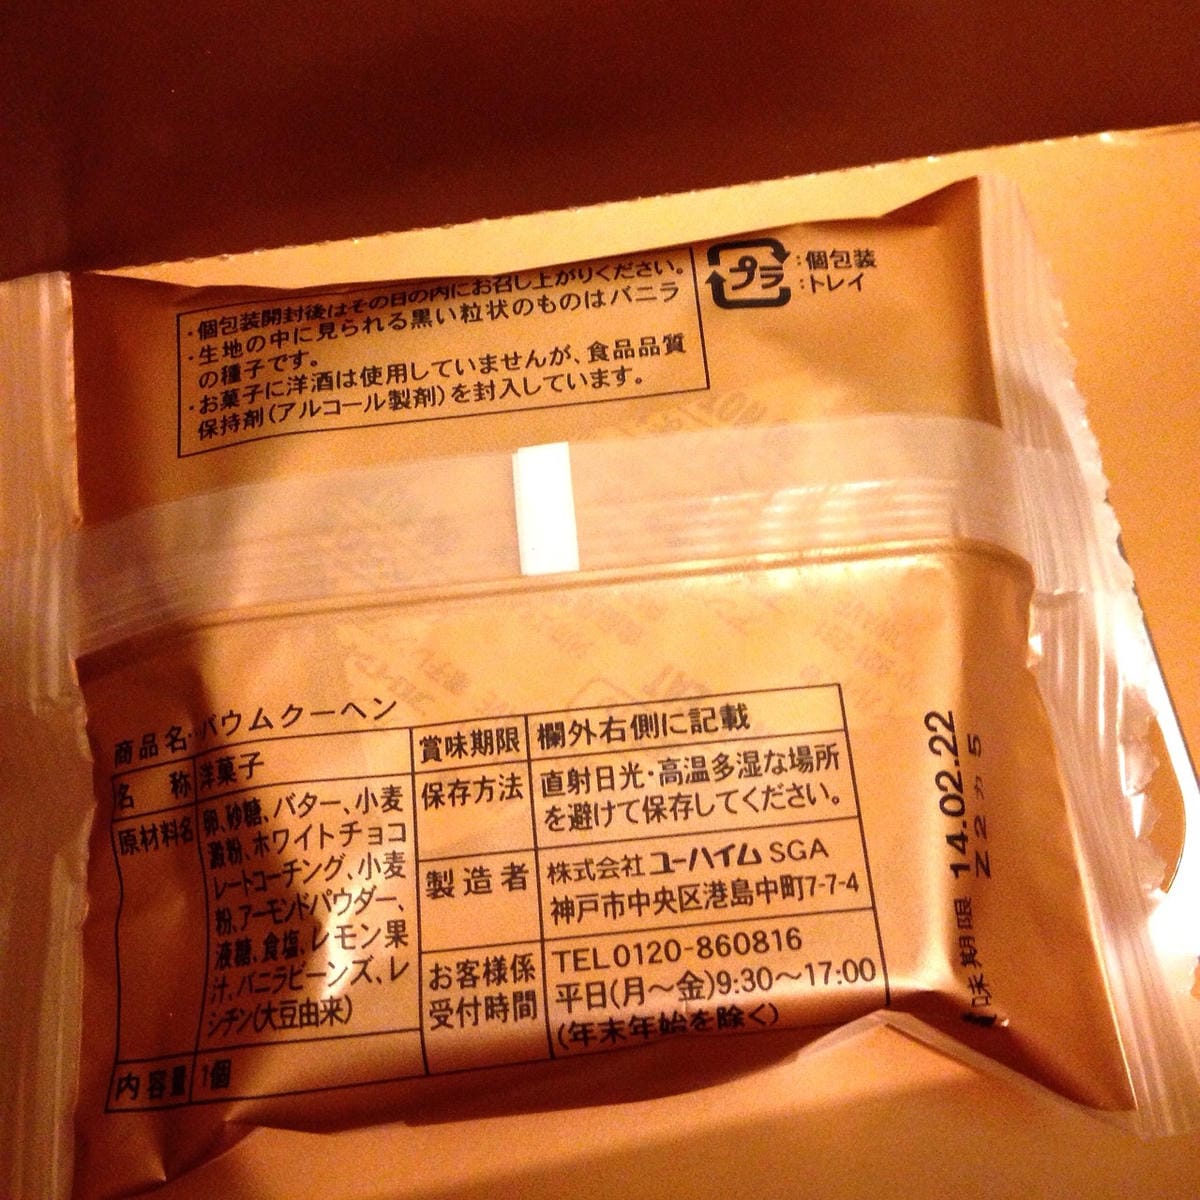 ・個包装開封後はその日の内にお召し上がりください。
・生地の中に見られる黒い粒状のものはバニラ
の種子です。
・お菓子に洋酒は使用していませんが、食品品質
保持剤(アルコール製剤)を封入しています。
プラ
:個包装
:トレイ
商品名:バウムクーヘン
名 称 洋菓子
原材料名 卵、砂糖、バター、小麦
澱粉、ホワイトチョコ
レートコーチング、小麦
粉、アーモンドパウダー、
液糖、食塩、レモン果
汁、バニラビーンズ、レ
シチン(大豆由来)
内容量 1個
賞味期限 欄外右側に記載
保存方法 直射日光・高温多湿な場所
を避けて保存してください。
製造者 株式会社 ユーハイム SGA
神戸市中央区港島中町7-7-4
お客様係
受付時間
TEL0120-860816
平日(月〜金)9:30〜17:00
(年末年始を除く)
味期限 14.02.22